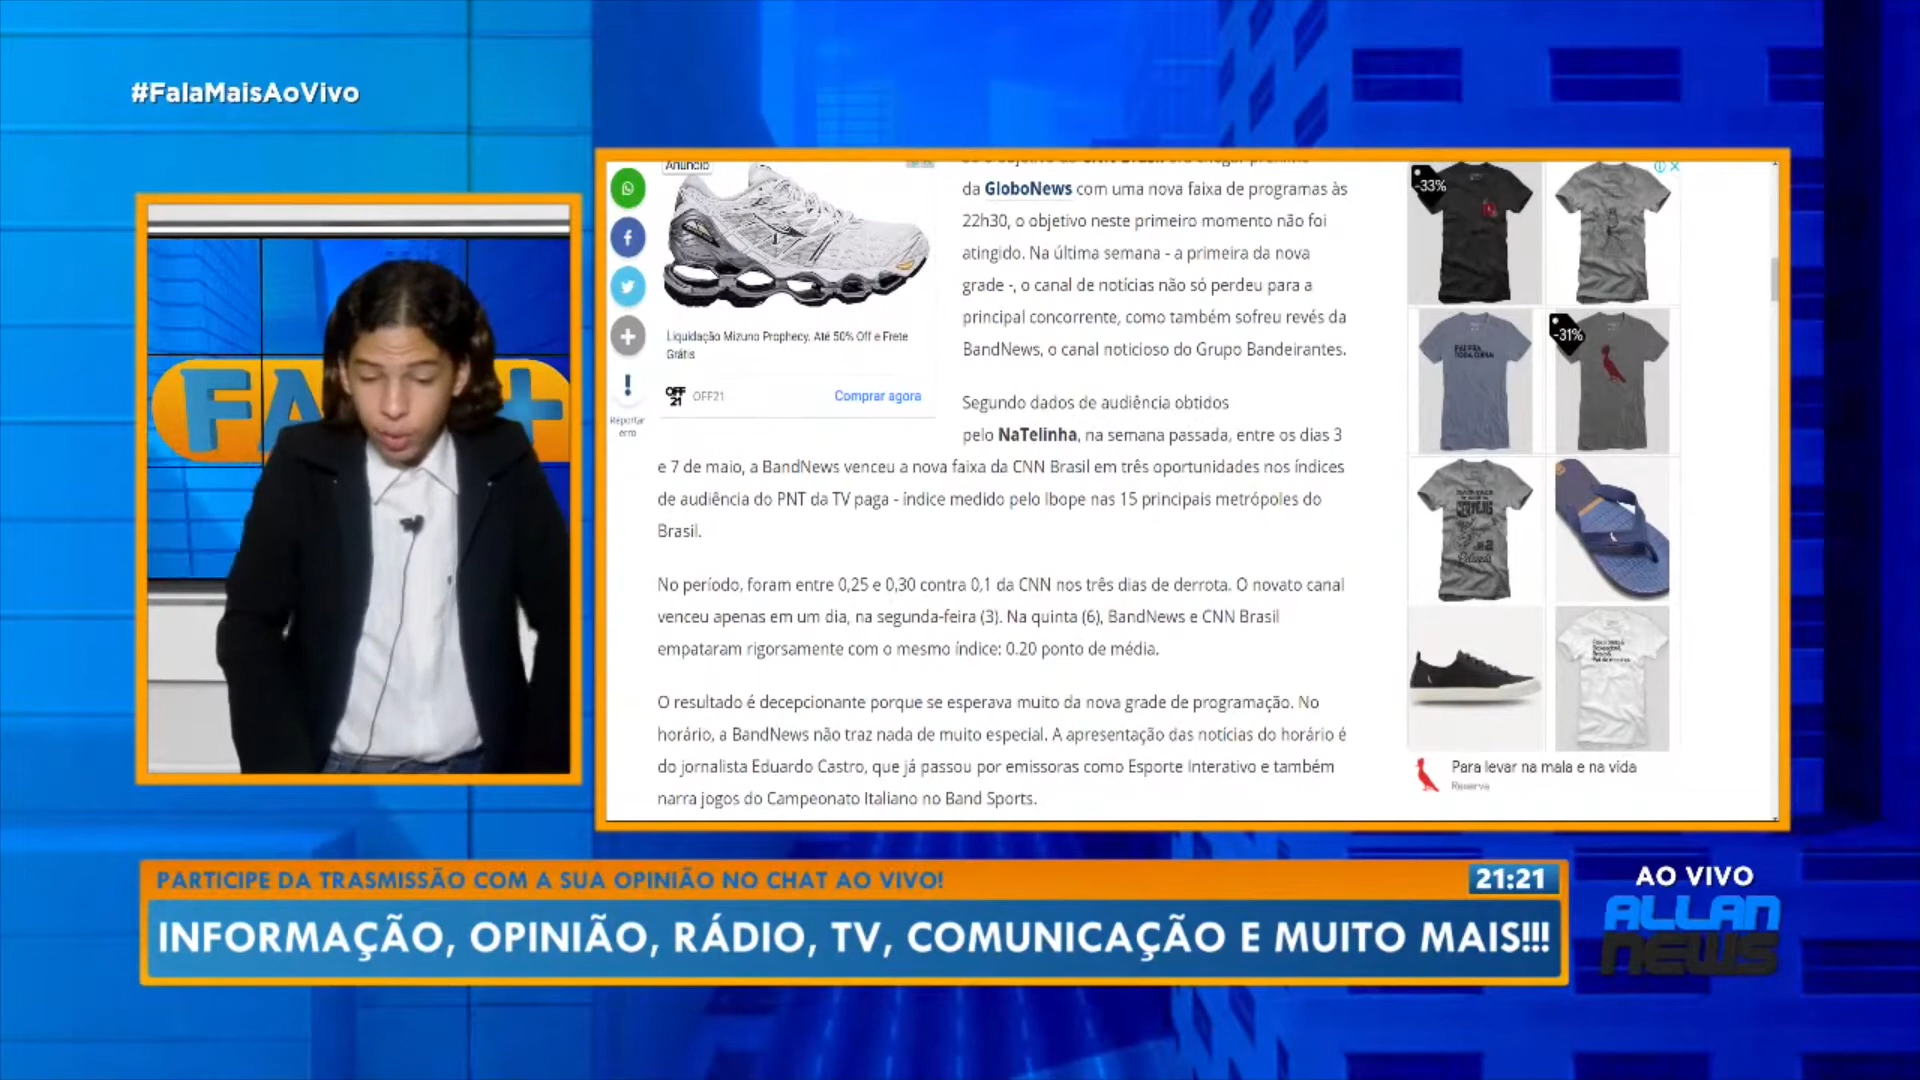 #FalaMaisAoVivo
FA +
Anúncio
Liquidação Mizuno Prophecy. Até 50% Off e Frete
Grátis
OFF
21
OFF21
Comprar agora
Reportar
erro
da GloboNews com uma nova faixa de programas às
22h30, o objetivo neste primeiro momento não foi
atingido. Na última semana - a primeira da nova
grade -, o canal de notícias não só perdeu para a
principal concorrente, como também sofreu revés da
BandNews, o canal noticioso do Grupo Bandeirantes.
Segundo dados de audiência obtidos
pelo NaTelinha, na semana passada, entre os dias 3
e 7 de maio, a BandNews venceu a nova faixa da CNN Brasil em três oportunidades nos índices
de audiência do PNT da TV paga - índice medido pelo Ibope nas 15 principais metrópoles do
Brasil.
No período, foram entre 0,25 e 0,30 contra 0,1 da CNN nos três dias de derrota. O novato canal
venceu apenas em um dia, na segunda-feira (3). Na quinta (6), BandNews e CNN Brasil
empataram rigorsamente com o mesmo índice: 0.20 ponto de média.
O resultado é decepcionante porque se esperava muito da nova grade de programação. No
horário, a BandNews não traz nada de muito especial. A apresentação das notícias do horário é
do jornalista Eduardo Castro, que já passou por emissoras como Esporte Interativo e também
narra jogos do Campeonato Italiano no Band Sports.
-33%
-31%
Para levar na mala e na vida
Reserva
PARTICIPE DA TRASMISSÃO COM A SUA OPINIÃO NO CHAT AO VIVO!
21:21
INFORMAÇÃO, OPINIÃO, RÁDIO, TV, COMUNICAÇÃO E MUITO MAIS!!!
AO VIVO
ALLAN
NEWS